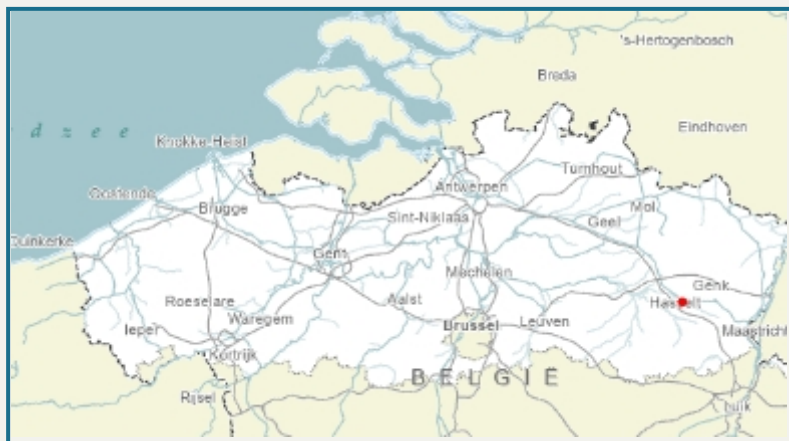 's-Hertogenbosch
Breda
d z e e
Eindhoven
Knokke-Heist
Turnhout
Antwerpen
Oostende
Mol
Brugge
Sint-Niklaas
Geel
Duinkerke
Gent
Mechelen
Genk
Roeselare
Aalst
Hasselt
Ieper
Waregem
Brussel
Leuven
Maastricht
Kortrijk
BELGIË
Rijsel
Luik